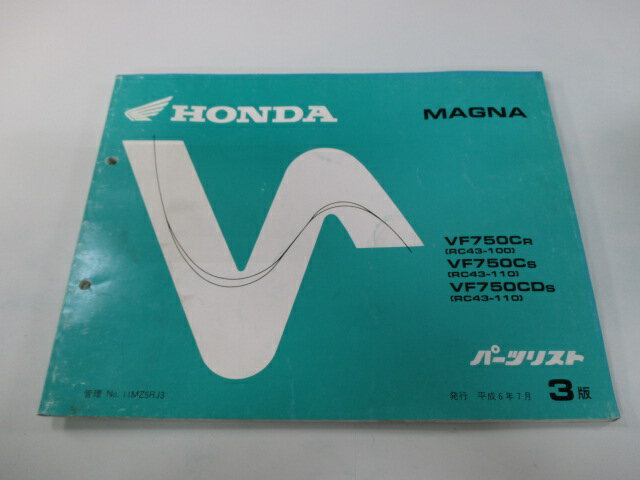 HONDA
MAGNA
VF750CR
(RC43-100)
VF750CS
(RC43-110)
VF750CDS
(RC43-110)
パーツリスト
管理 No. 11MZ5RJ3
発行 平成6年7月
3版